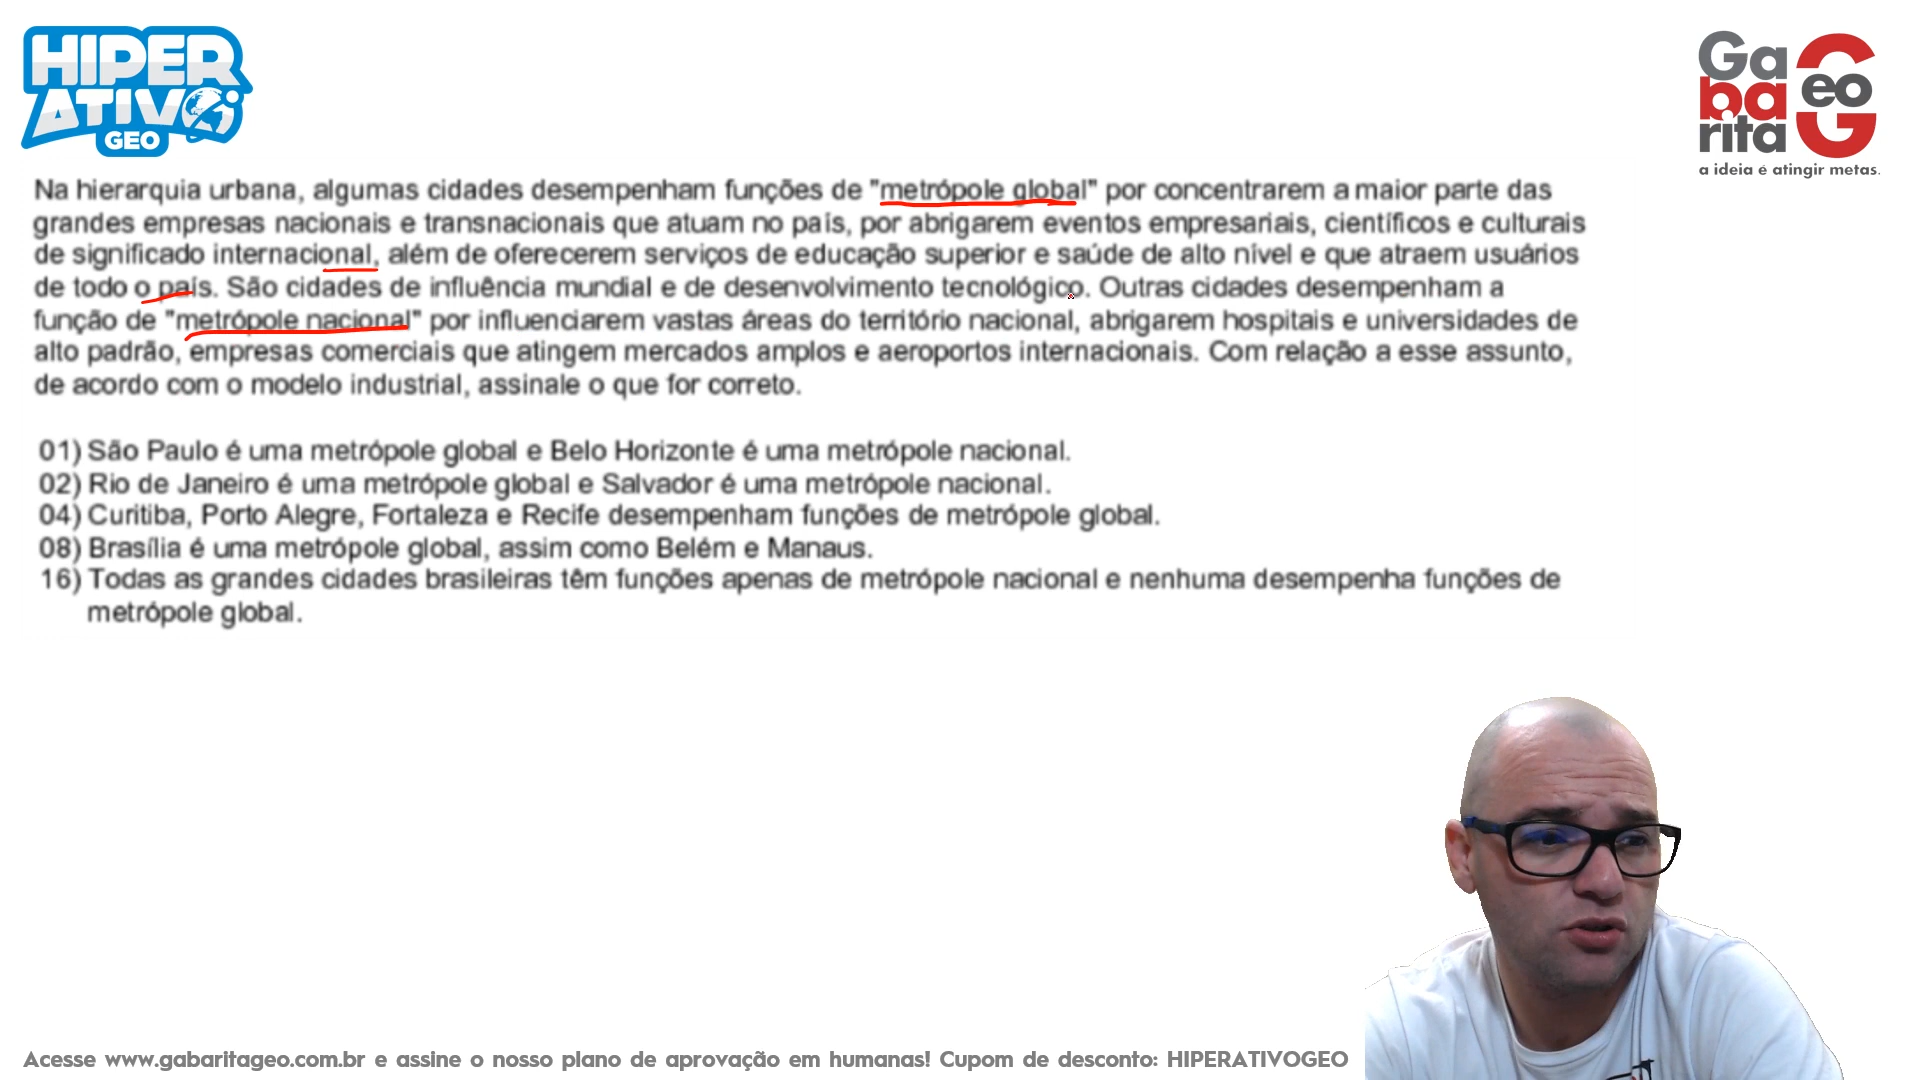 HIPER
ATIVO
GEO
Ga
ba
rita
Geo
a ideia é atingir metas.
Na hierarquia urbana, algumas cidades desempenham funções de "metrópole global" por concentrarem a maior parte das
grandes empresas nacionais e transnacionais que atuam no país, por abrigarem eventos empresariais, científicos e culturais
de significado internacional, além de oferecerem serviços de educação superior e saúde de alto nível e que atraem usuários
de todo o país. São cidades de influência mundial e de desenvolvimento tecnológico. Outras cidades desempenham a
função de "metrópole nacional" por influenciarem vastas áreas do território nacional, abrigarem hospitais e universidades de
alto padrão, empresas comerciais que atingem mercados amplos e aeroportos internacionais. Com relação a esse assunto,
de acordo com o modelo industrial, assinale o que for correto.
01) São Paulo é uma metrópole global e Belo Horizonte é uma metrópole nacional.
02) Rio de Janeiro é uma metrópole global e Salvador é uma metrópole nacional.
04) Curitiba, Porto Alegre, Fortaleza e Recife desempenham funções de metrópole global.
08) Brasília é uma metrópole global, assim como Belém e Manaus.
16) Todas as grandes cidades brasileiras têm funções apenas de metrópole nacional e nenhuma desempenha funções de
metrópole global.
Acesse www.gabaritageo.com.br e assine o nosso plano de aprovação em humanas! Cupom de desconto: HIPERATIVOGEO